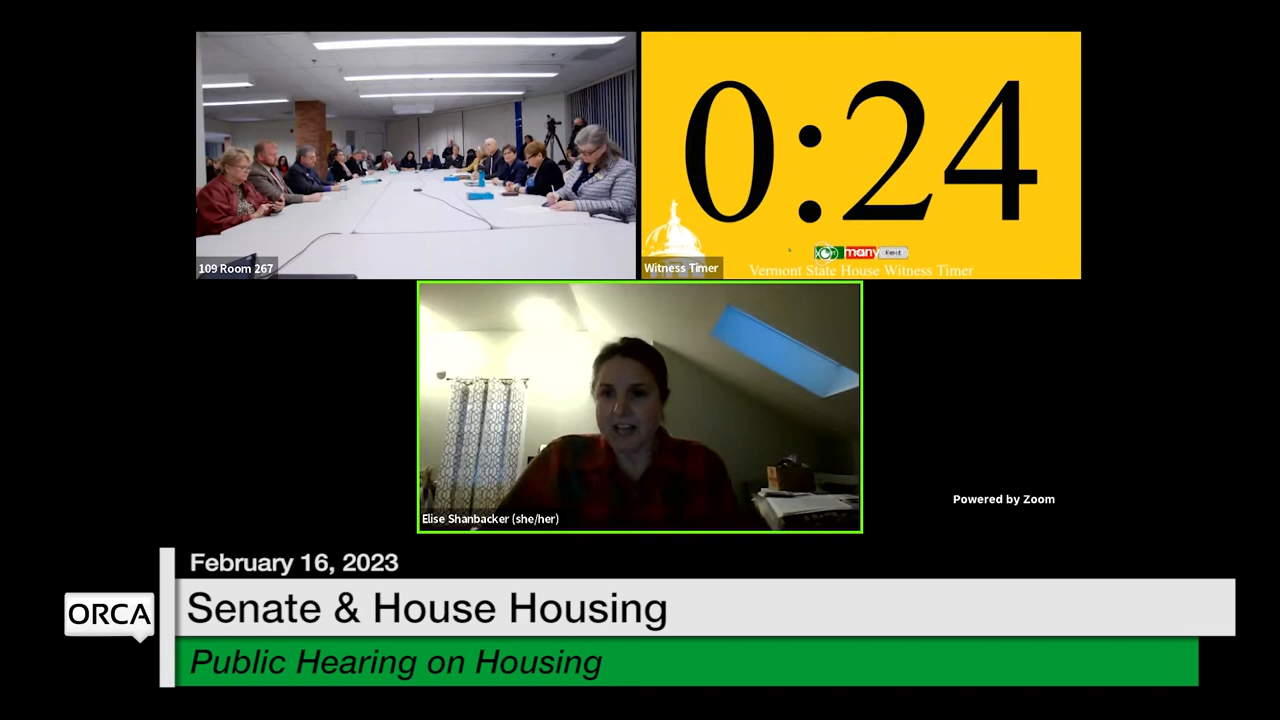 0:24
109 Room 267
Witness Timer
many
Vermont State House Witness Timer
Elise Shanbacker (she/her)
Powered by Zoom
February 16, 2023
ORCA
Senate & House Housing
Public Hearing on Housing